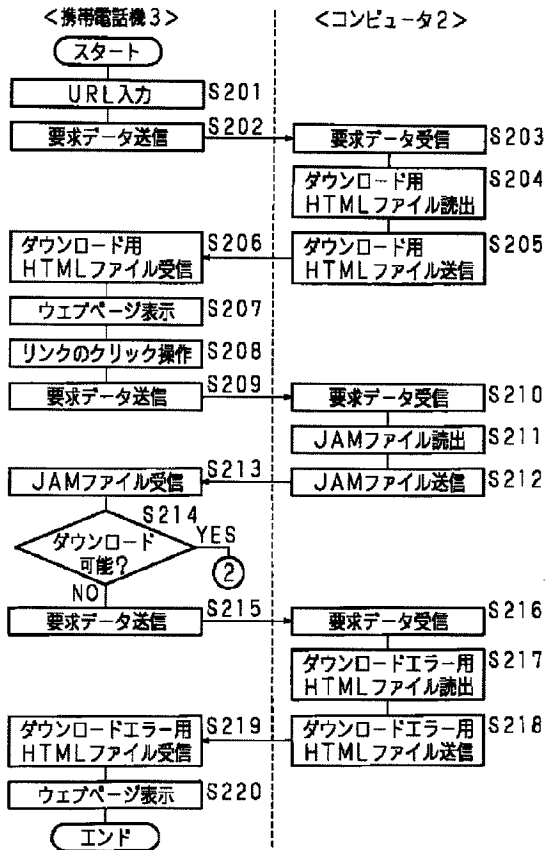 <携帯電話機3>
<コンピュータ2>
スタート
URL入力 S201
要求データ送信 S202
要求データ受信 S203
ダウンロード用 S204
HTMLファイル読出
ダウンロード用 S206
HTMLファイル受信
ダウンロード用 S205
HTMLファイル送信
ウェブページ表示 S207
リンクのクリック操作 S208
要求データ送信 S209
要求データ受信 S210
JAMファイル読出 S211
JAMファイル受信 S213
JAMファイル送信 S212
S214
ダウンロード YES
可能?
②
NO
要求データ送信 S215
要求データ受信 S216
ダウンロードエラー用 S217
HTMLファイル読出
ダウンロードエラー用 S219
HTMLファイル受信
ダウンロードエラー用 S218
HTMLファイル送信
ウェブページ表示 S220
エンド